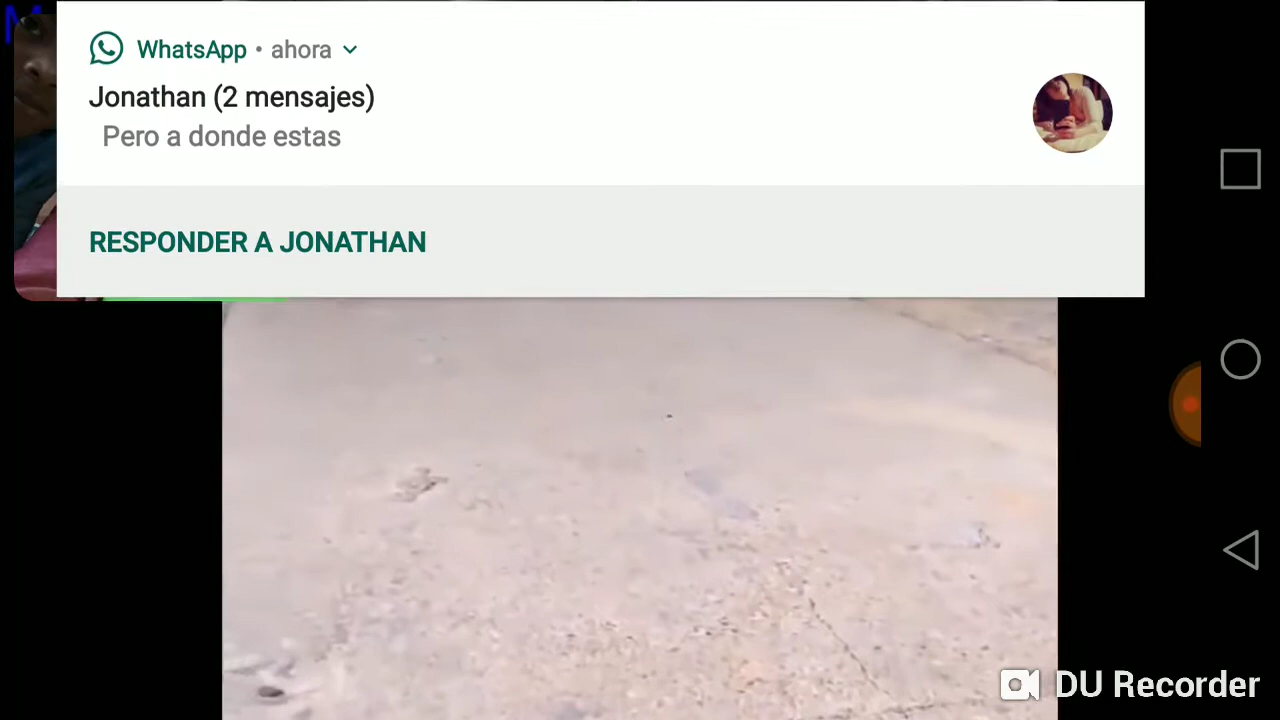 WhatsApp • ahora
Jonathan (2 mensajes)
Pero a donde estas
RESPONDER A JONATHAN
DU Recorder